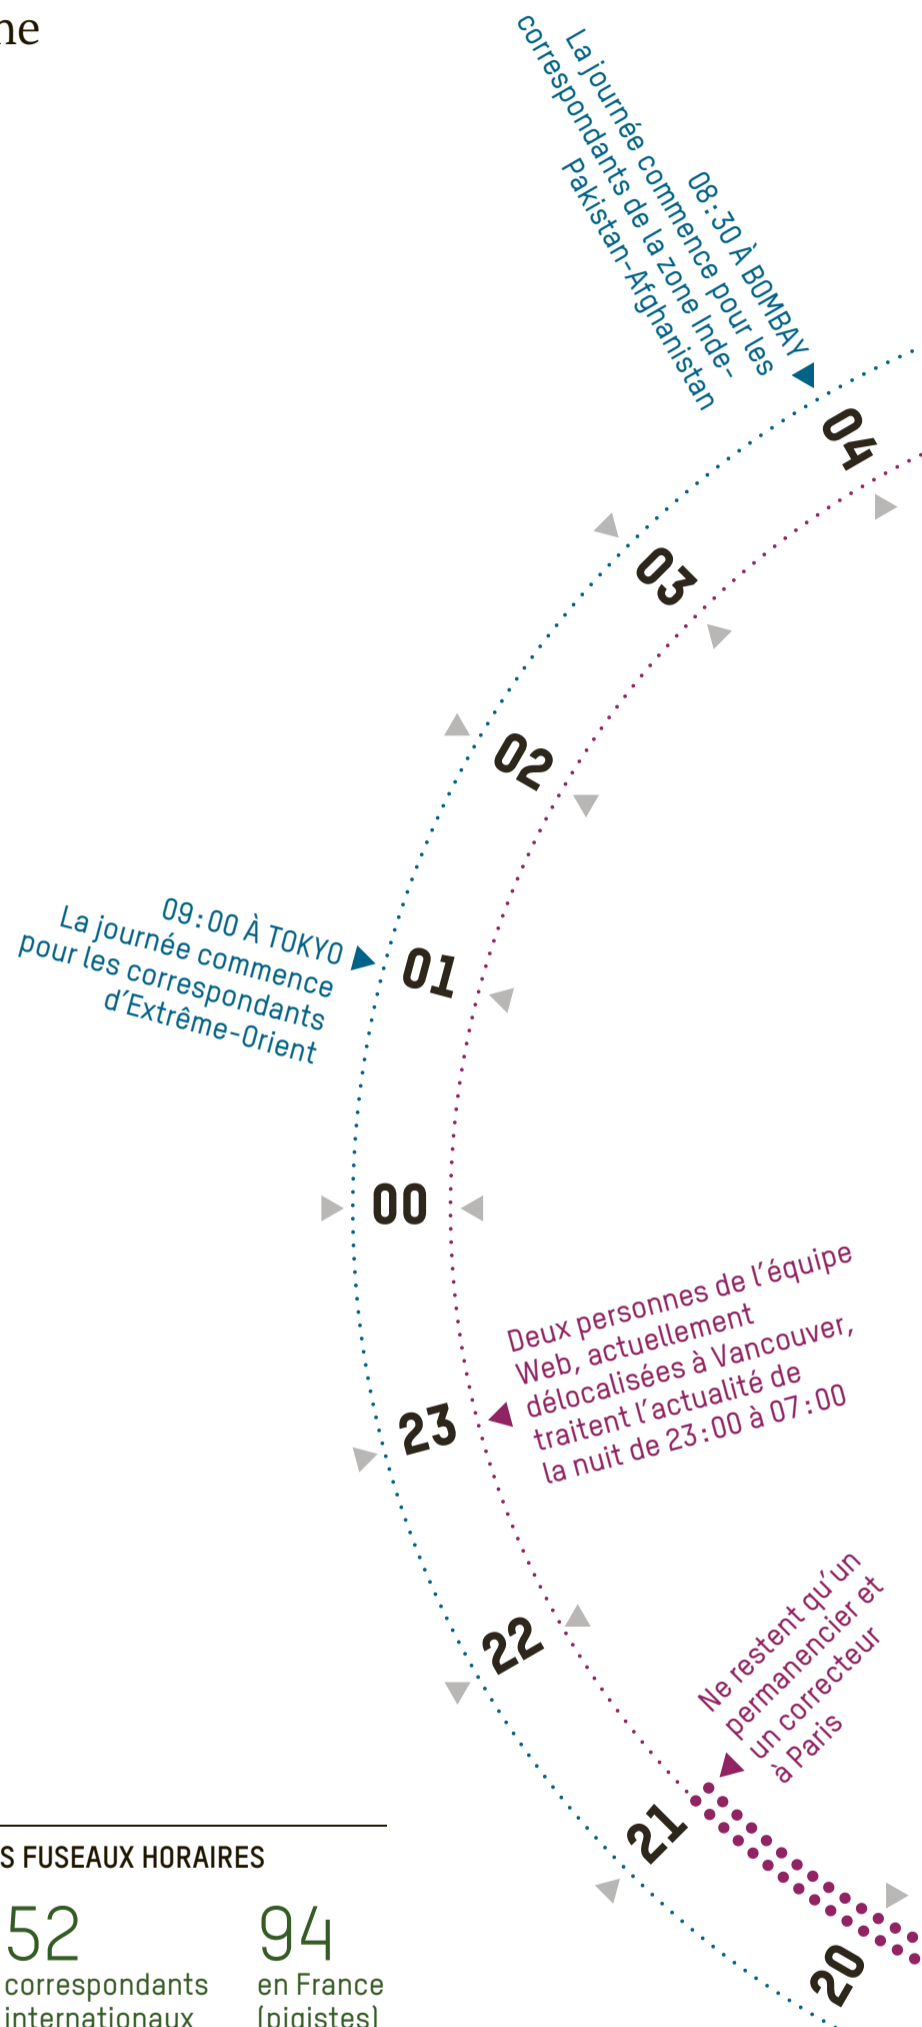 ne
08:30 À BOMBAY
La journée commence pour les
correspondants de la zone Inde-
Pakistan-Afghanistan
04
03
02
09:00 À TOKYO
La journée commence
pour les correspondants
d'Extrême-Orient
01
00
Deux personnes de l'équipe
Web, actuellement
délocalisées à Vancouver,
traitent l'actualité de
la nuit de 23:00 à 07:00
23
22
Ne restent qu'un
permanencier et
un correcteur
à Paris
21
20
S FUSEAUX HORAIRES
52
correspondants
internationaux
94
en France
(pigistes)